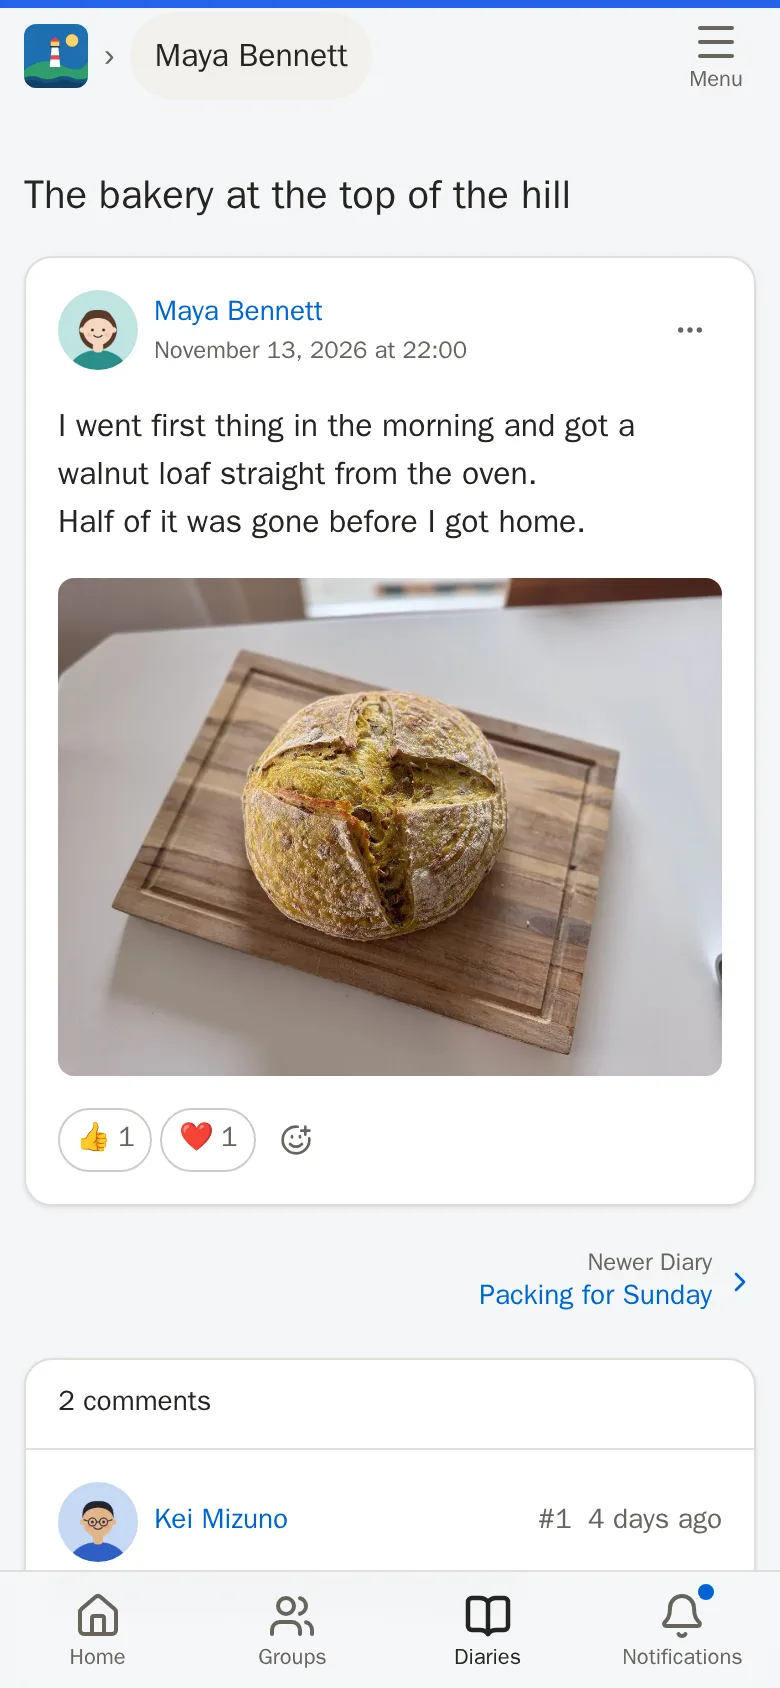 Maya Bennett
Menu
The bakery at the top of the hill
Maya Bennett
November 13, 2026 at 22:00
I went first thing in the morning and got a
walnut loaf straight from the oven.
Half of it was gone before I got home.
👍 1 ❤️ 1
Newer Diary
Packing for Sunday
2 comments
Kei Mizuno #1 4 days ago
Home Groups Diaries Notifications